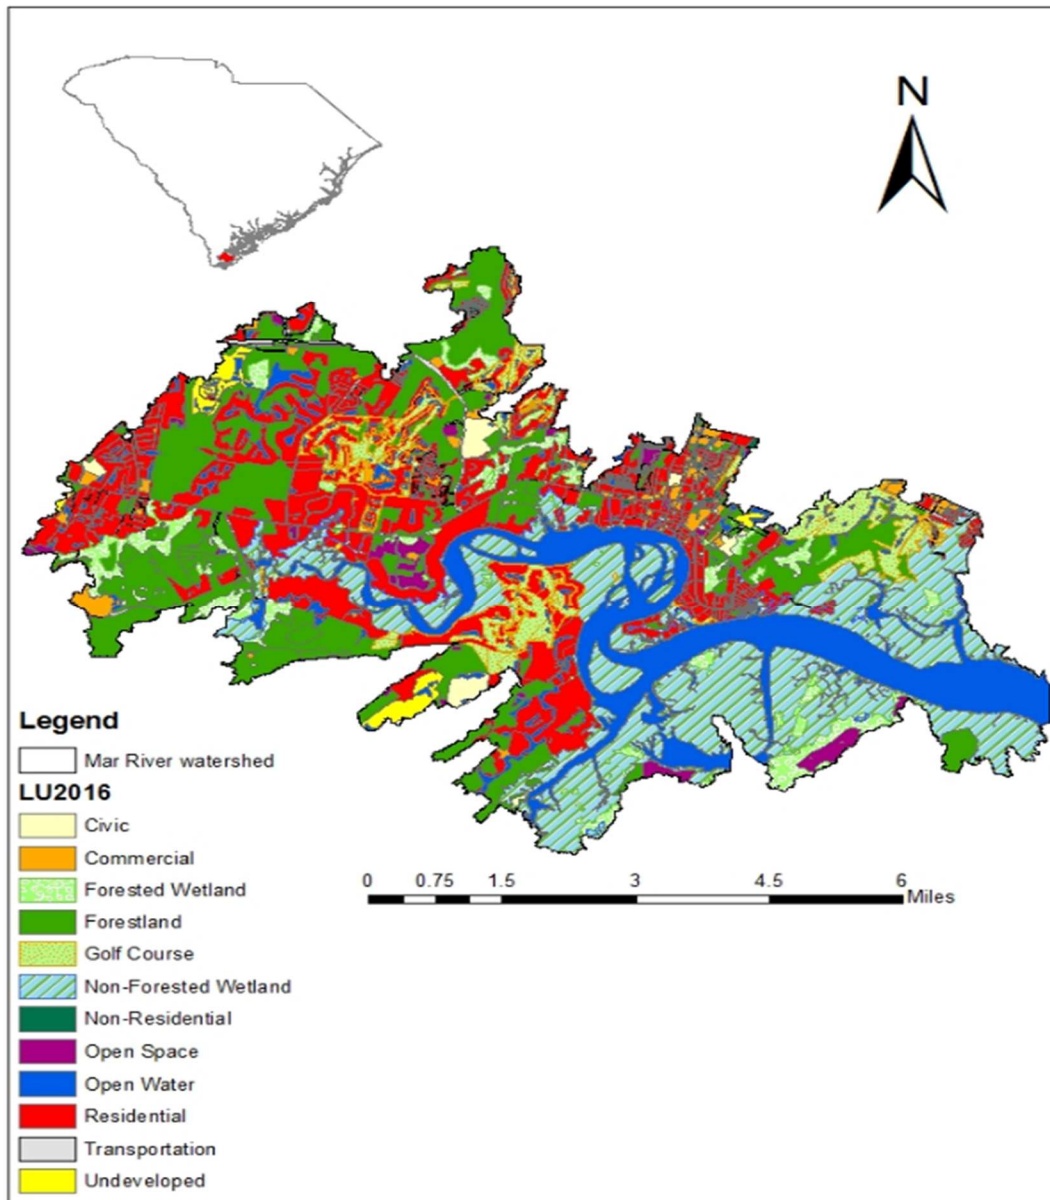 N
Legend
Mar River watershed
LU2016
Civic
Commercial
Forested Wetland
Forestland
Golf Course
Non-Forested Wetland
Non-Residential
Open Space
Open Water
Residential
Transportation
Undeveloped
0 0.75 1.5 3 4.5 6
Miles